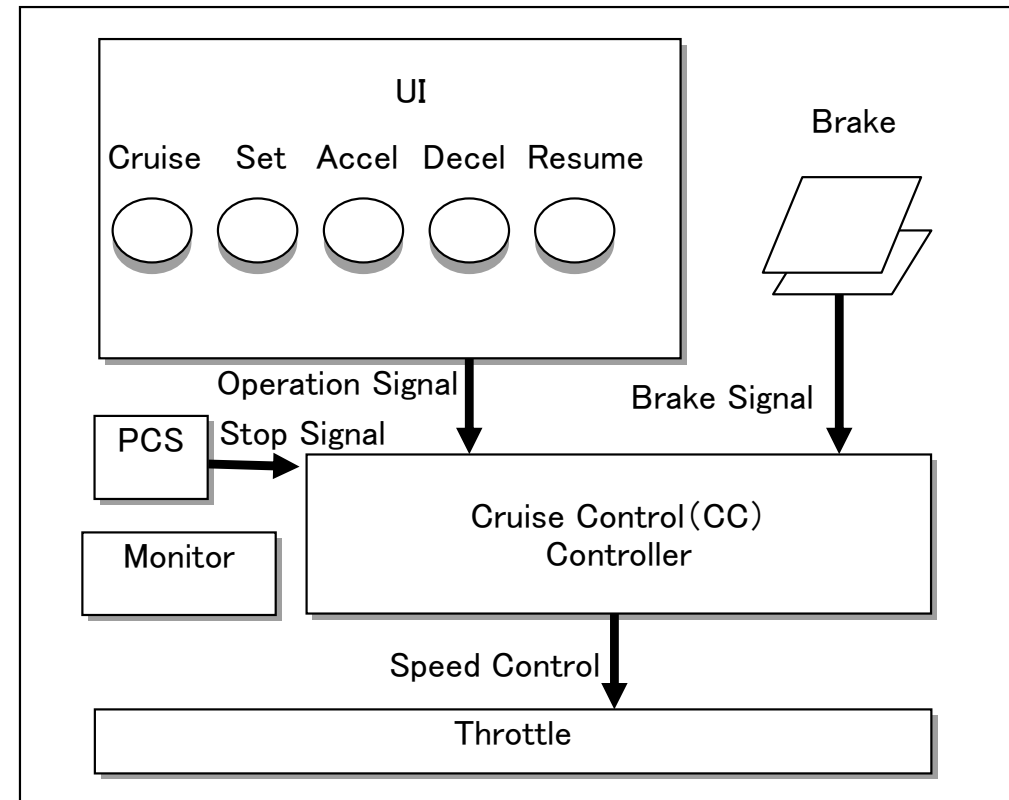 UI
Cruise Set Accel Decel Resume
Brake
Operation Signal
Brake Signal
PCS
Stop Signal
Cruise Control（CC）
Controller
Monitor
Speed Control
Throttle